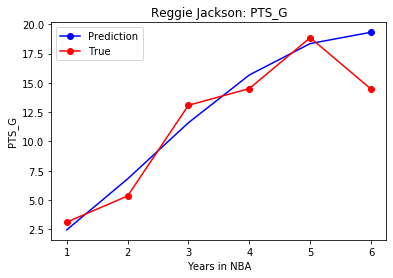 Reggie Jackson: PTS_G
Prediction
True
PTS_G
20.0
17.5
15.0
12.5
10.0
7.5
5.0
2.5
1 2 3 4 5 6
Years in NBA